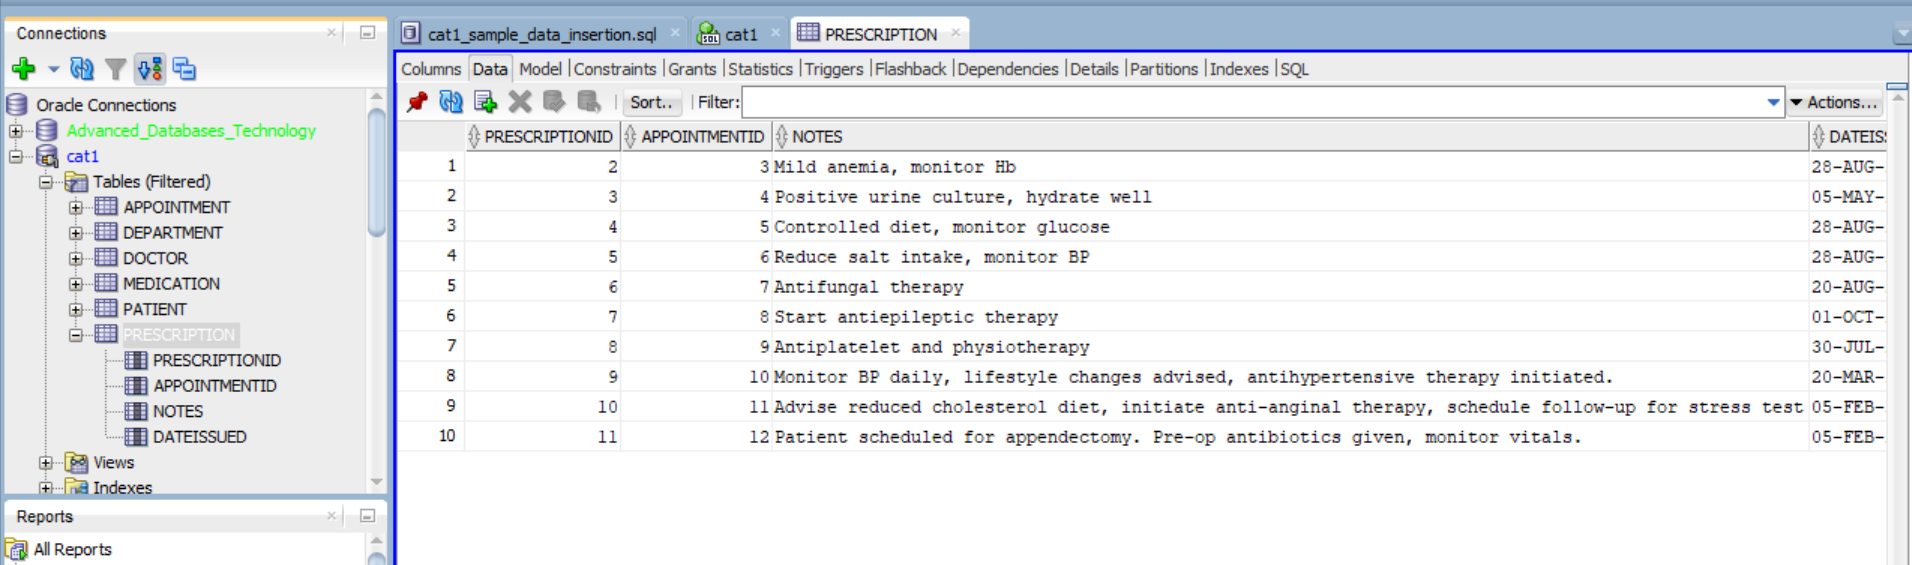 Connections
Oracle Connections
Advanced_Databases_Technology
cat1
Tables (Filtered)
APPOINTMENT
DEPARTMENT
DOCTOR
MEDICATION
PATIENT
PRESCRIPTION
PRESCRIPTIONID
APPOINTMENTID
NOTES
DATEISSUED
Views
Indexes
Reports
All Reports
cat1_sample_data_insertion.sql cat1 PRESCRIPTION
Columns Data Model |Constraints |Grants |Statistics |Triggers |Flashback |Dependencies |Details |Partitions |Indexes |SQL
Sort.. | Filter: Actions...
PRESCRIPTIONID APPOINTMENTID NOTES DATEIS
1 2 3 Mild anemia, monitor Hb 28-AUG-
2 3 4 Positive urine culture, hydrate well 05-MAY-
3 4 5 Controlled diet, monitor glucose 28-AUG-
4 5 6 Reduce salt intake, monitor BP 28-AUG-
5 6 7 Antifungal therapy 20-AUG-
6 7 8 Start antiepileptic therapy 01-OCT-
7 8 9 Antiplatelet and physiotherapy 30-JUL-
8 9 10 Monitor BP daily, lifestyle changes advised, antihypertensive therapy initiated. 20-MAR-
9 10 11 Advise reduced cholesterol diet, initiate anti-anginal therapy, schedule follow-up for stress test 05-FEB-
10 11 12 Patient scheduled for appendectomy. Pre-op antibiotics given, monitor vitals. 05-FEB-